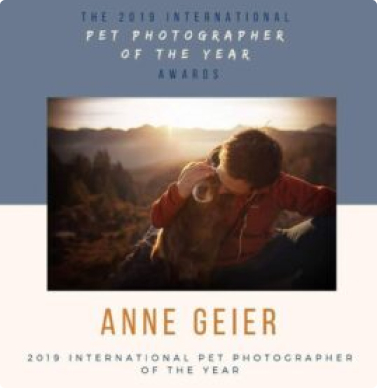 THE 2019 INTERNATIONAL
PET PHOTOGRAPHER
OF THE YEAR
AWARDS
ANNE GEIER
2019 INTERNATIONAL PET PHOTOGRAPHER
OF THE YEAR